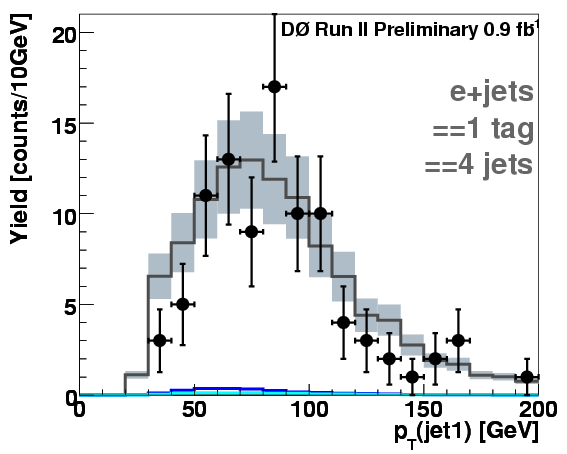 DØ Run II Preliminary 0.9 fb⁻¹
e+jets
==1 tag
==4 jets
Yield [counts/10GeV]
20
15
10
5
0
0 50 100 150 200
p_T(jet1) [GeV]